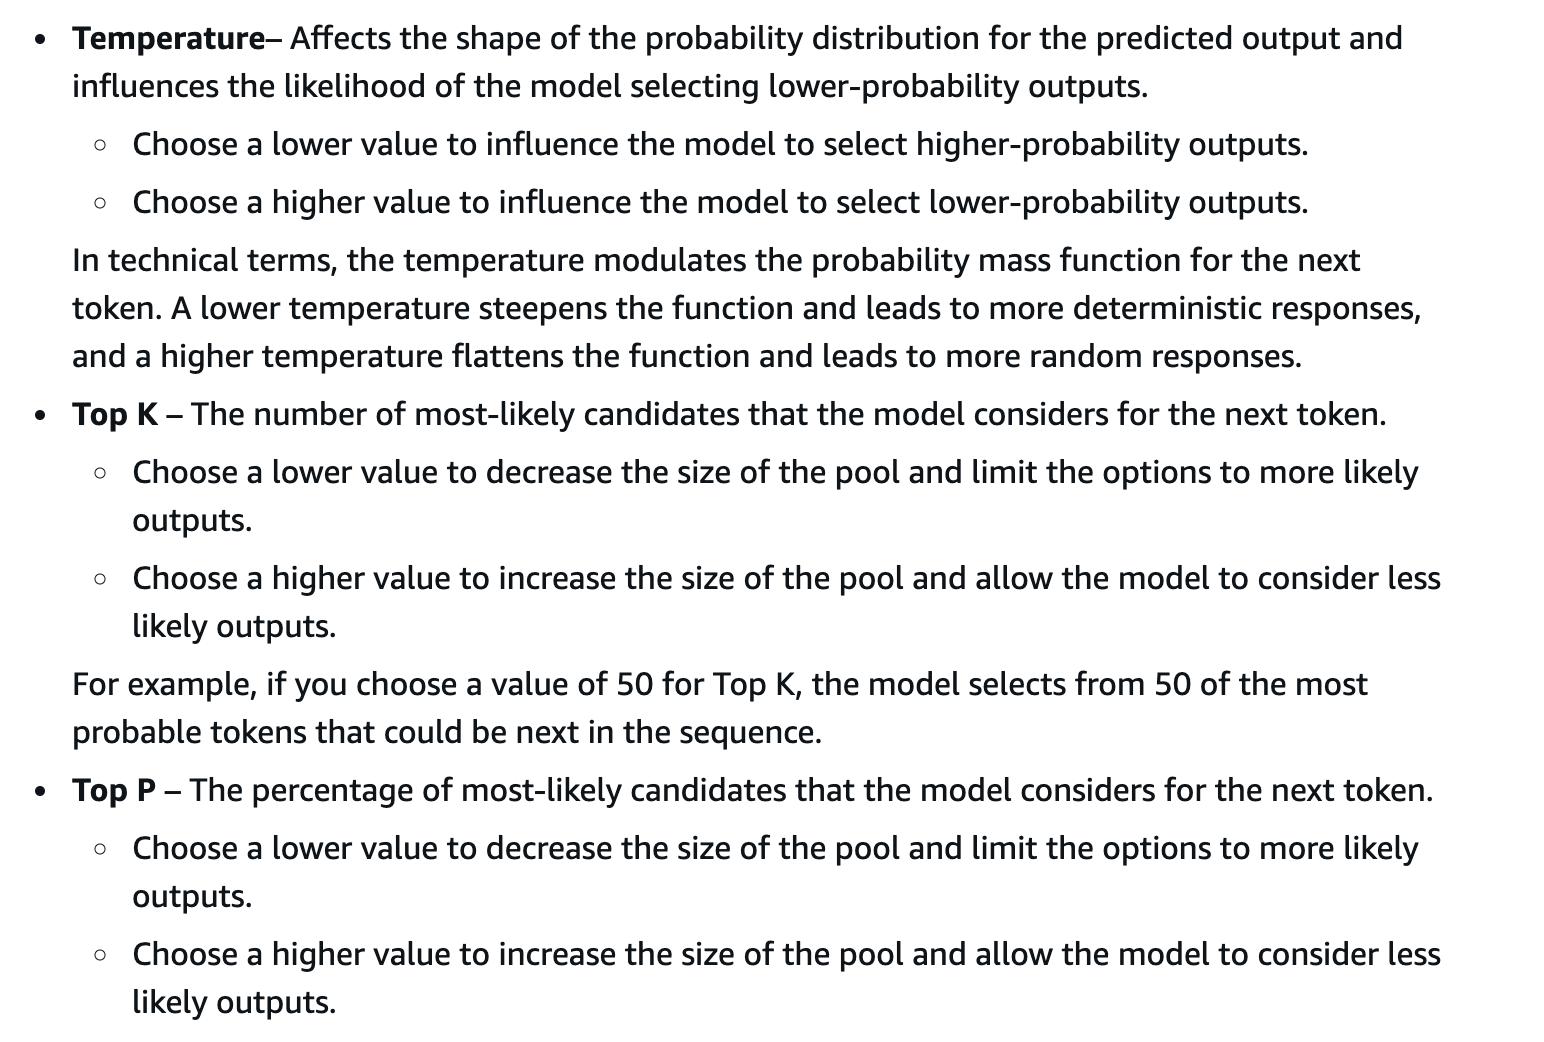 • Temperature– Affects the shape of the probability distribution for the predicted output and
influences the likelihood of the model selecting lower-probability outputs.
◦ Choose a lower value to influence the model to select higher-probability outputs.
◦ Choose a higher value to influence the model to select lower-probability outputs.
In technical terms, the temperature modulates the probability mass function for the next
token. A lower temperature steepens the function and leads to more deterministic responses,
and a higher temperature flattens the function and leads to more random responses.
• Top K – The number of most-likely candidates that the model considers for the next token.
◦ Choose a lower value to decrease the size of the pool and limit the options to more likely
outputs.
◦ Choose a higher value to increase the size of the pool and allow the model to consider less
likely outputs.
For example, if you choose a value of 50 for Top K, the model selects from 50 of the most
probable tokens that could be next in the sequence.
• Top P – The percentage of most-likely candidates that the model considers for the next token.
◦ Choose a lower value to decrease the size of the pool and limit the options to more likely
outputs.
◦ Choose a higher value to increase the size of the pool and allow the model to consider less
likely outputs.